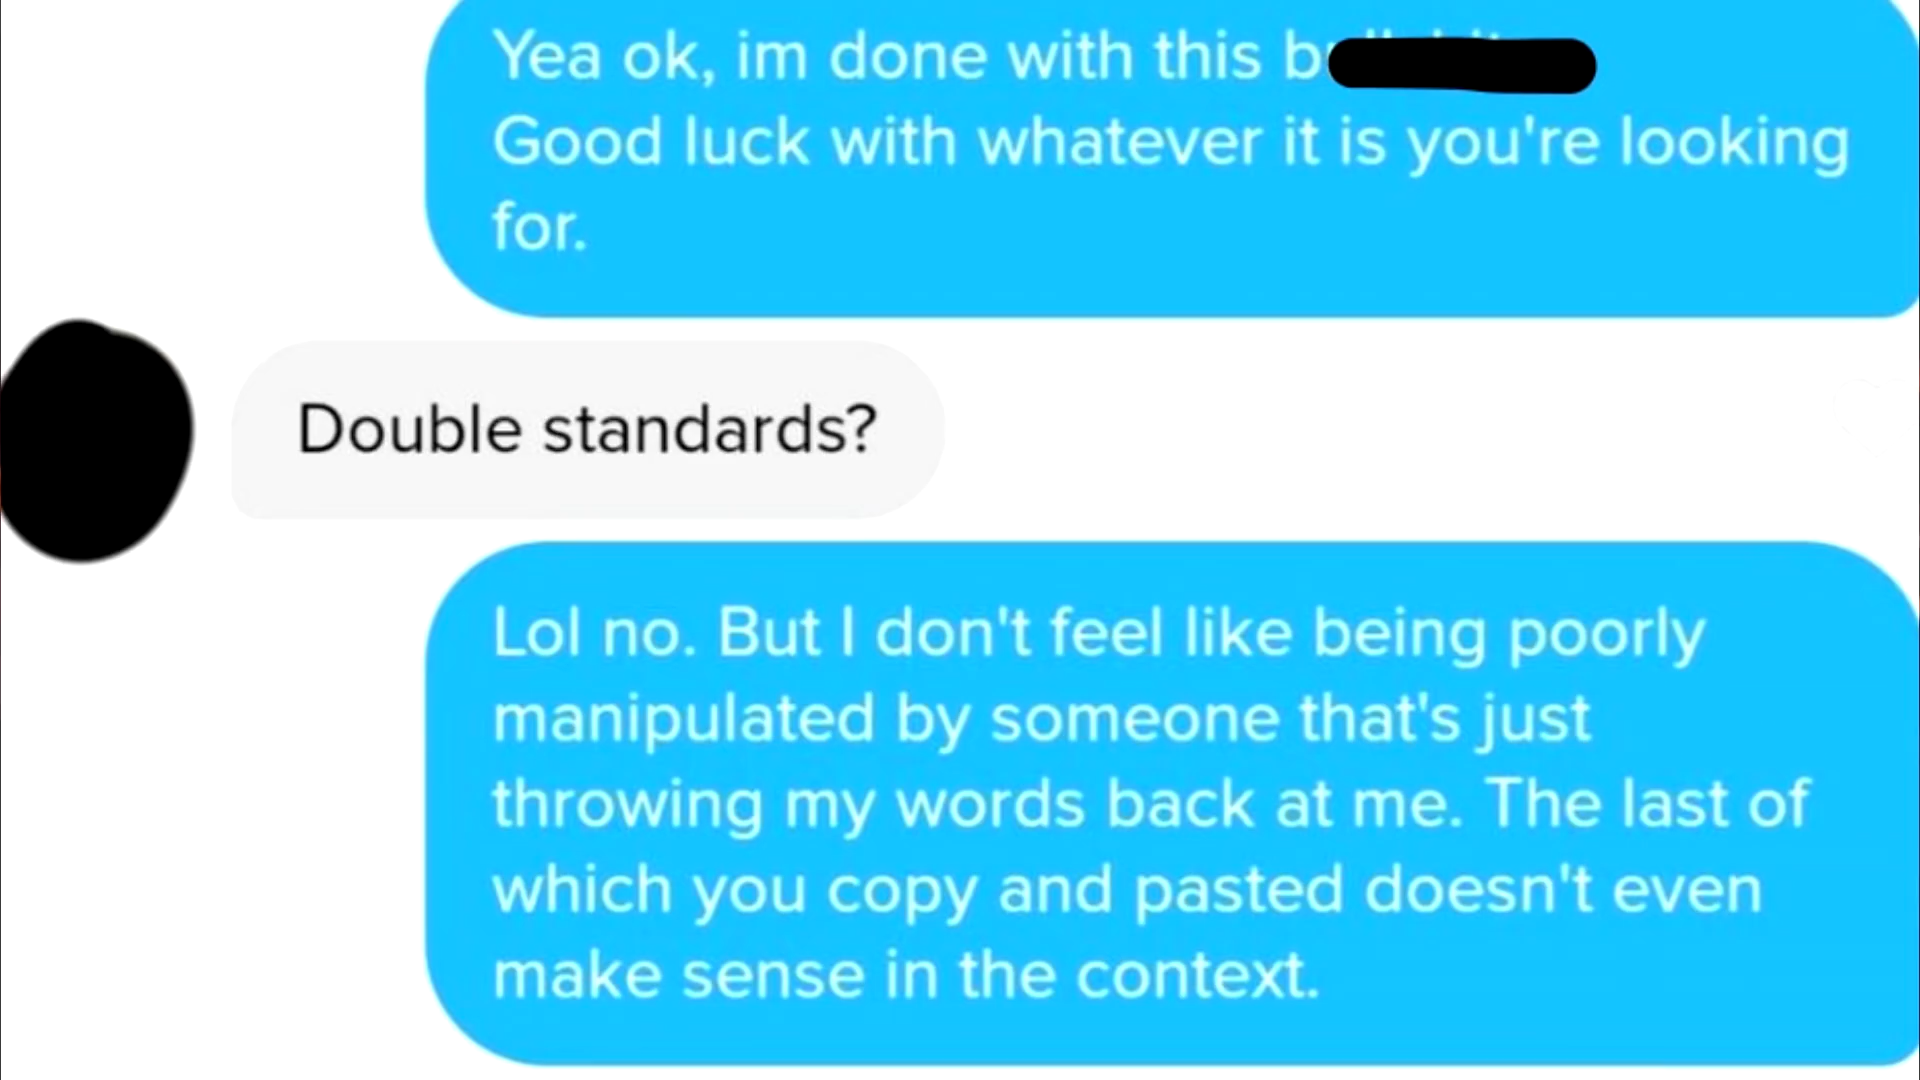 Yea ok, im done with this
Good luck with whatever it is you're looking
for.
Double standards?
Lol no. But I don't feel like being poorly
manipulated by someone that's just
throwing my words back at me. The last of
which you copy and pasted doesn't even
make sense in the context.